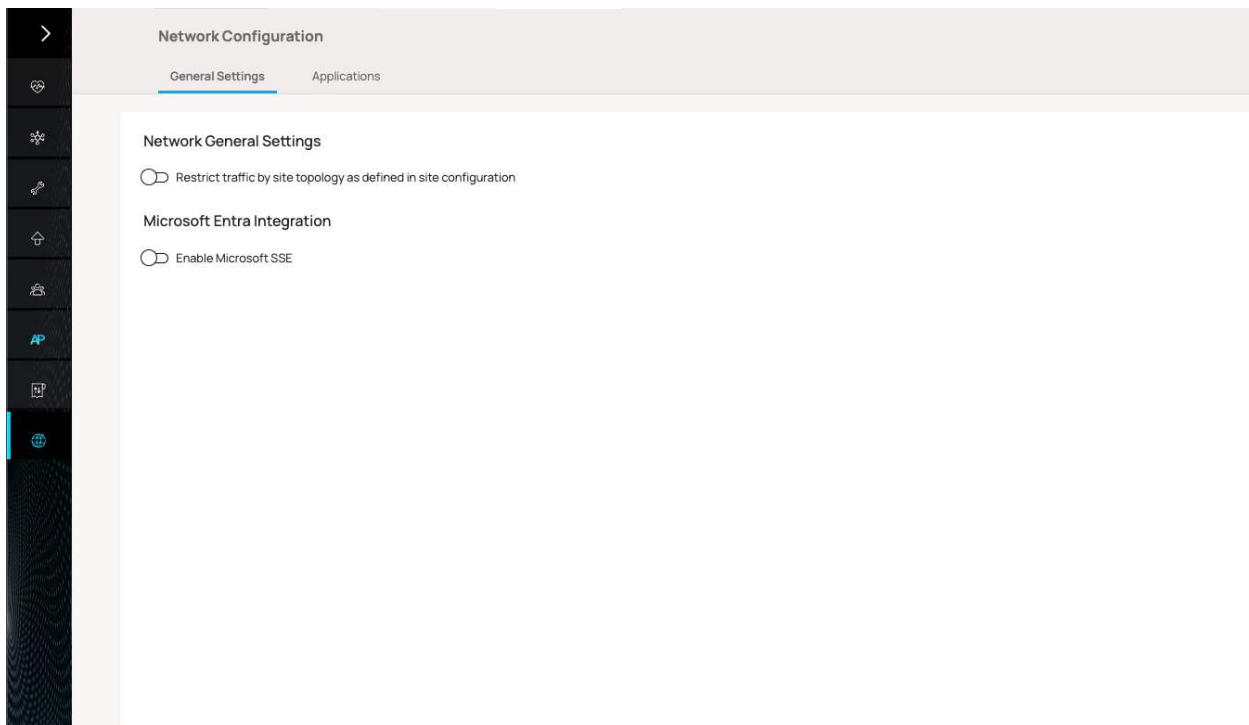 Network Configuration
General Settings
Applications
Network General Settings
Restrict traffic by site topology as defined in site configuration
Microsoft Entra Integration
Enable Microsoft SSE
AP